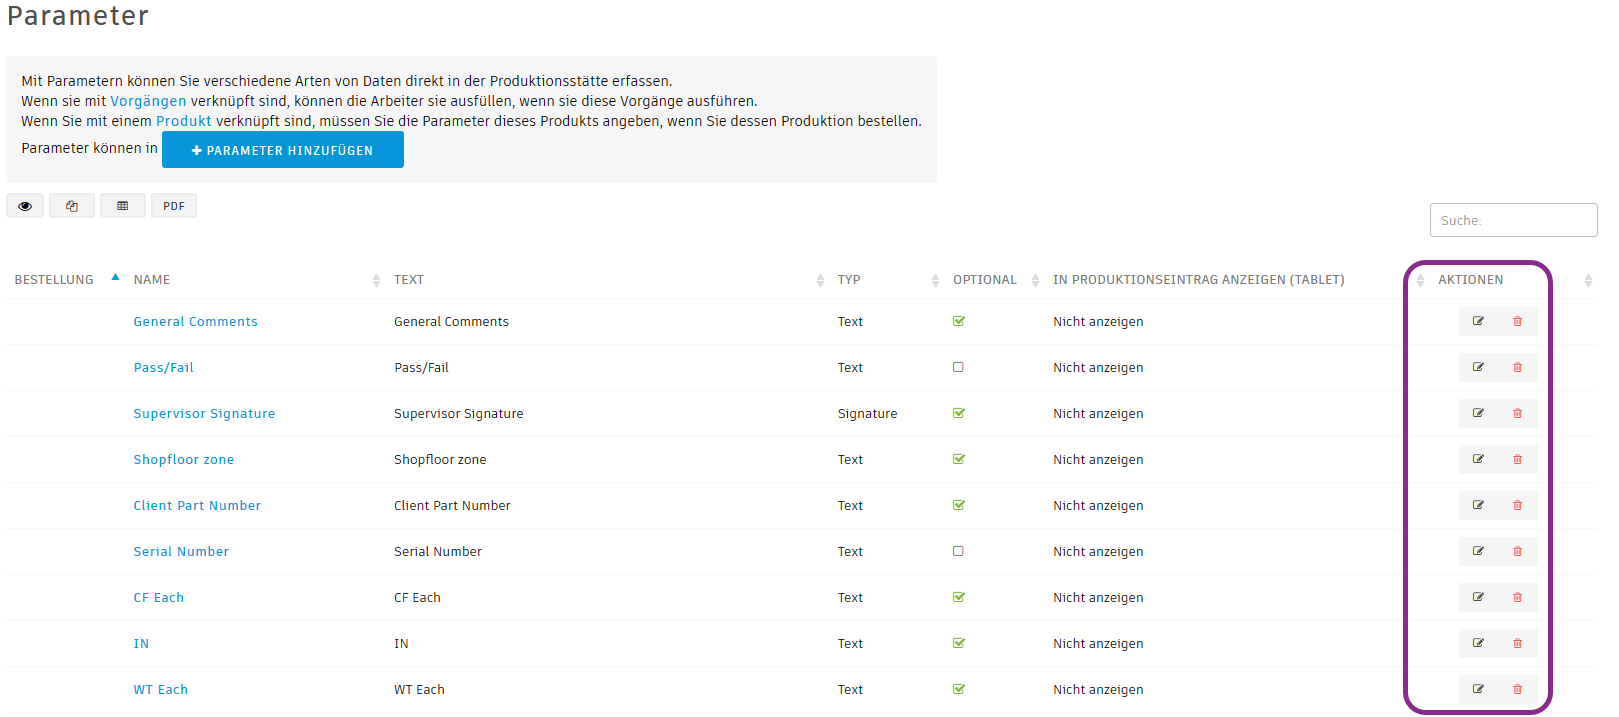 Parameter
Mit Parametern können Sie verschiedene Arten von Daten direkt in der Produktionsstätte erfassen.
Wenn sie mit Vorgängen verknüpft sind, können die Arbeiter sie ausfüllen, wenn sie diese Vorgänge ausführen.
Wenn Sie mit einem Produkt verknüpft sind, müssen Sie die Parameter dieses Produkts angeben, wenn Sie dessen Produktion bestellen.
Parameter können in + PARAMETER HINZUFÜGEN
PDF
Suche:
BESTELLUNG NAME TEXT TYP OPTIONAL IN PRODUKTIONSEINTRAG ANZEIGEN (TABLET) AKTIONEN
General Comments General Comments Text Nicht anzeigen
Pass/Fail Pass/Fail Text Nicht anzeigen
Supervisor Signature Supervisor Signature Signature Nicht anzeigen
Shopfloor zone Shopfloor zone Text Nicht anzeigen
Client Part Number Client Part Number Text Nicht anzeigen
Serial Number Serial Number Text Nicht anzeigen
CF Each CF Each Text Nicht anzeigen
IN IN Text Nicht anzeigen
WT Each WT Each Text Nicht anzeigen